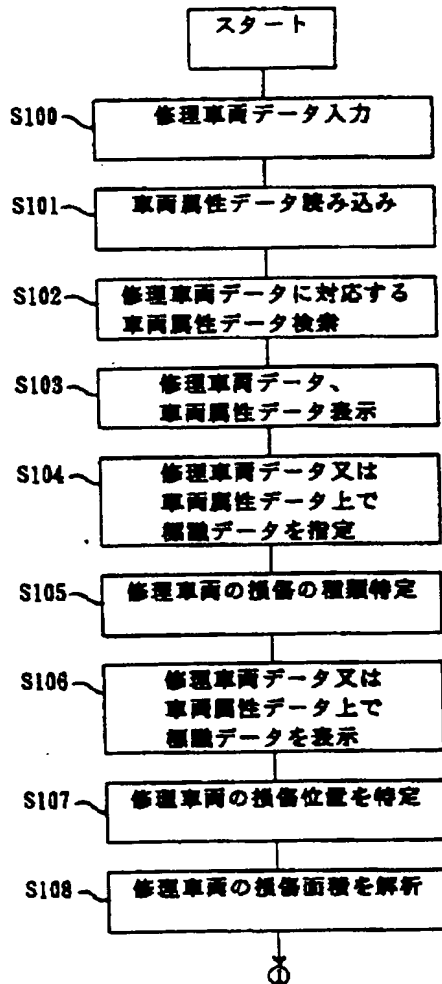 スタート
S100 修理車両データ入力
S101 車両属性データ読み込み
S102 修理車両データに対応する
車両属性データ検索
S103 修理車両データ、
車両属性データ表示
S104 修理車両データ又は
車両属性データ上で
標識データを指定
S105 修理車両の損傷の種類特定
S106 修理車両データ又は
車両属性データ上で
標識データを表示
S107 修理車両の損傷位置を特定
S108 修理車両の損傷面積を解析
①